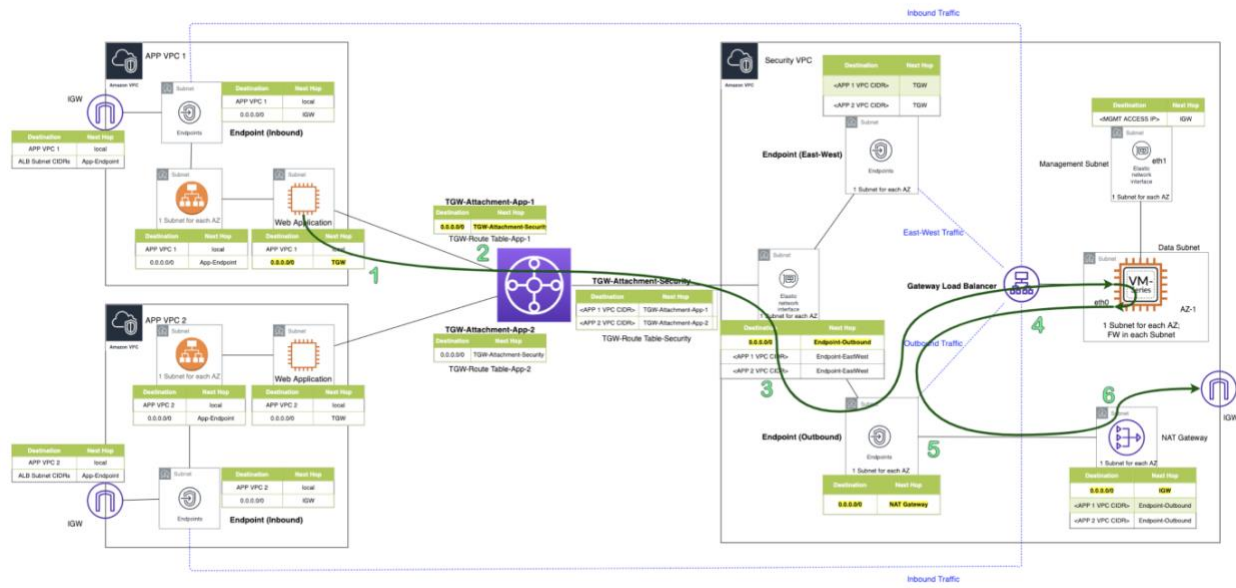 Inbound Traffic
APP VPC 1
Amazon VPC
Subnet
Endpoints
Destination Next Hop
APP VPC 1 local
0.0.0.0/0 IGW
Endpoint (Inbound)
IGW
Destination Next Hop
APP VPC 1 local
ALB Subnet CIDRs App-Endpoint
Subnet
1 Subnet for each AZ
Subnet
Web Application
Destination Next Hop
APP VPC 1 local
0.0.0.0/0 App-Endpoint
Destination Next Hop
APP VPC 1 local
0.0.0.0/0 TGW
1
TGW-Attachment-App-1
Destination Next Hop
0.0.0.0/0 TGW-Attachment-Security
TGW-Route Table-App-1
2
TGW-Attachment-Security
Destination Next Hop
<APP 1 VPC CIDR> TGW-Attachment-App-1
<APP 2 VPC CIDR> TGW-Attachment-App-2
TGW-Route Table-Security
TGW-Attachment-App-2
Destination Next Hop
0.0.0.0/0 TGW-Attachment-Security
TGW-Route Table-App-2
APP VPC 2
Amazon VPC
Subnet
1 Subnet for each AZ
Subnet
Web Application
Destination Next Hop
APP VPC 2 local
0.0.0.0/0 App-Endpoint
Destination Next Hop
APP VPC 2 local
0.0.0.0/0 TGW
Destination Next Hop
APP VPC 2 local
ALB Subnet CIDRs App-Endpoint
IGW
Subnet
Endpoints
Destination Next Hop
APP VPC 2 local
0.0.0.0/0 IGW
Endpoint (Inbound)
Security VPC
Amazon VPC
Destination Next Hop
<APP 1 VPC CIDR> TGW
<APP 2 VPC CIDR> TGW
Subnet
Endpoint (East-West)
Endpoints
1 Subnet for each AZ
Destination Next Hop
<MGMT ACCESS IP> IGW
Subnet
Management Subnet
eth1
Elastic
network
interface
1 Subnet for each AZ
East-West Traffic
Subnet
Elastic
network
interface
1 Subnet for each AZ
Destination Next Hop
0.0.0.0/0 Endpoint-Outbound
<APP 1 VPC CIDR> Endpoint-EastWest
<APP 2 VPC CIDR> Endpoint-EastWest
3
Gateway Load Balancer
4
Outbound Traffic
Data Subnet
Subnet
VM-
Series
eth0
AZ-1
1 Subnet for each AZ;
FW in each Subnet
Subnet
Endpoint (Outbound)
Endpoints
1 Subnet for each AZ
5
Destination Next Hop
0.0.0.0/0 NAT Gateway
6
Subnet
NAT Gateway
1 Subnet for each AZ
IGW
Destination Next Hop
0.0.0.0/0 IGW
<APP 1 VPC CIDR> Endpoint-Outbound
<APP 2 VPC CIDR> Endpoint-Outbound
Inbound Traffic